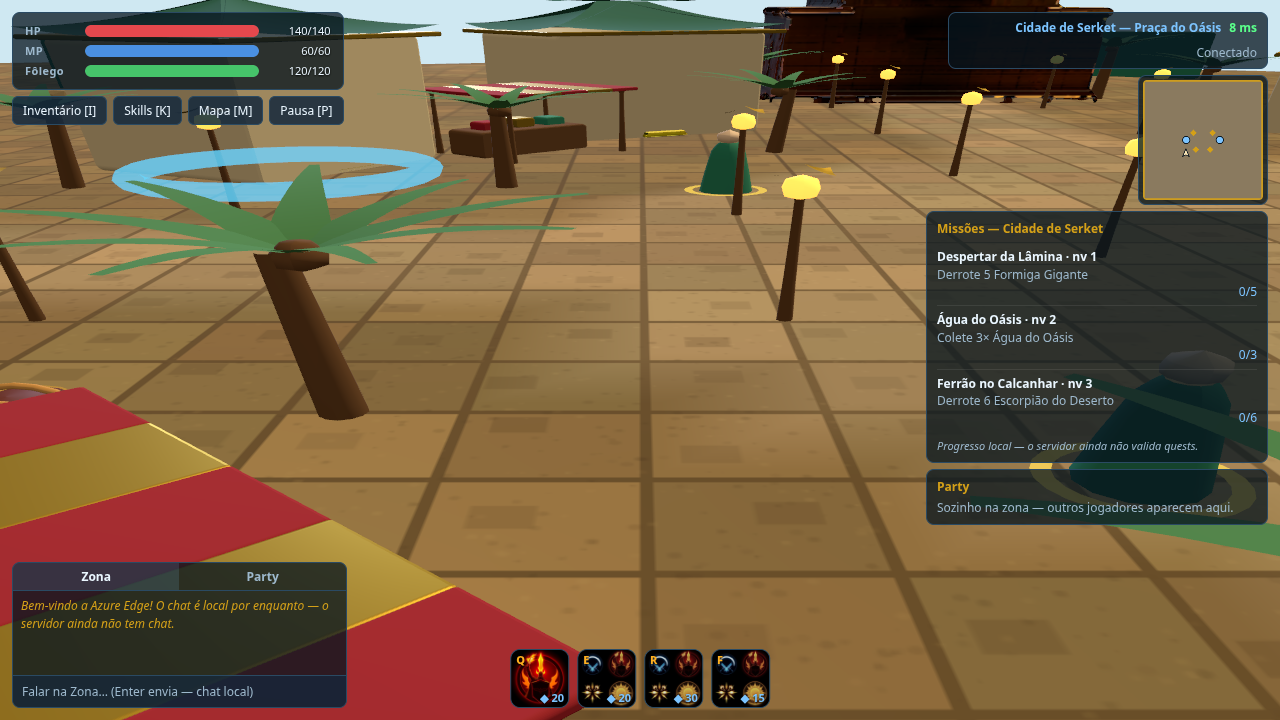 HP 140/140
MP 60/60
Fôlego 120/120
Inventário [I] Skills [K] Mapa [M] Pausa [P]
Cidade de Serket — Praça do Oásis 8 ms
Conectado
Missões — Cidade de Serket
Despertar da Lâmina · nv 1
Derrote 5 Formiga Gigante
0/5
Água do Oásis · nv 2
Colete 3× Água do Oásis
0/3
Ferrão no Calcanhar · nv 3
Derrote 6 Escorpião do Deserto
0/6
Progresso local — o servidor ainda não valida quests.
Party
Sozinho na zona — outros jogadores aparecem aqui.
Zona Party
Bem-vindo a Azure Edge! O chat é local por enquanto — o
servidor ainda não tem chat.
Falar na Zona... (Enter envia — chat local)
Q E R F
20 20 30 15